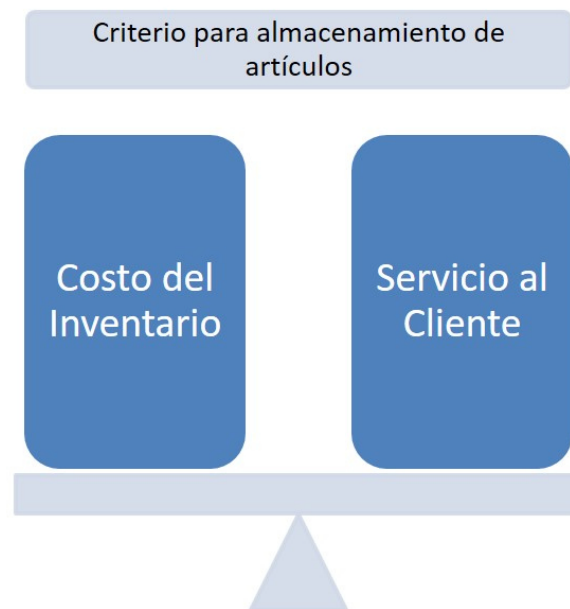 Criterio para almacenamiento de
artículos
Costo del
Inventario
Servicio al
Cliente